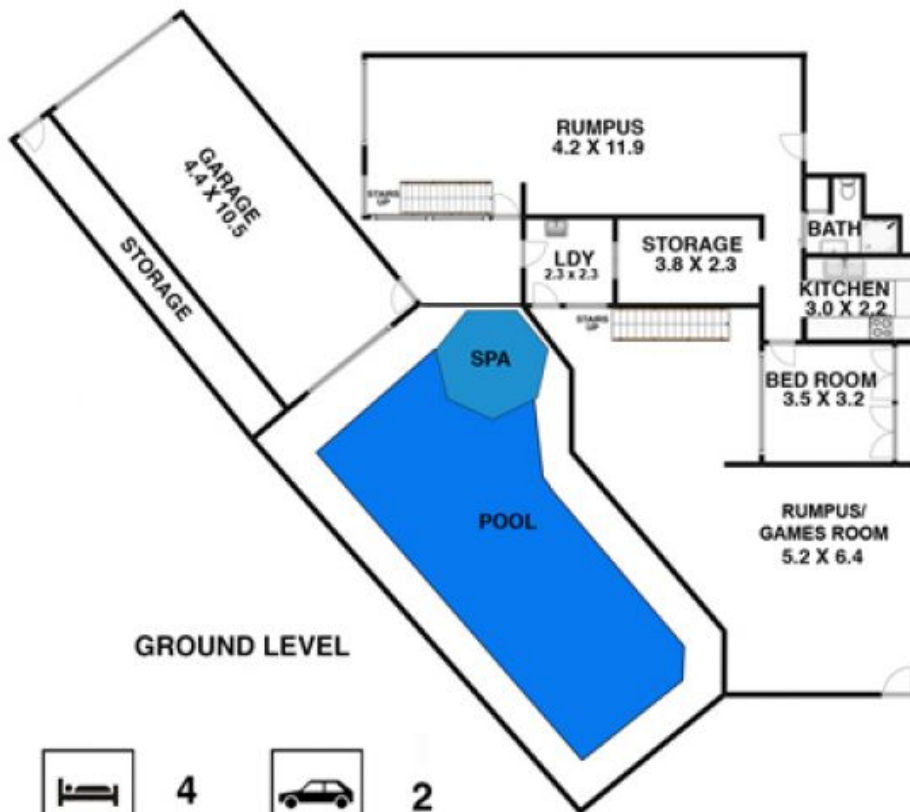 RUMPUS
4.2 X 11.9
GARAGE
4.4 X 10.5
STAIRS
UP
BATH
STORAGE
LDY
2.3 x 2.3
STORAGE
3.8 X 2.3
KITCHEN
3.0 X 2.2
STAIRS
UP
SPA
BED ROOM
3.5 X 3.2
POOL
RUMPUS/
GAMES ROOM
5.2 X 6.4
GROUND LEVEL
4
2